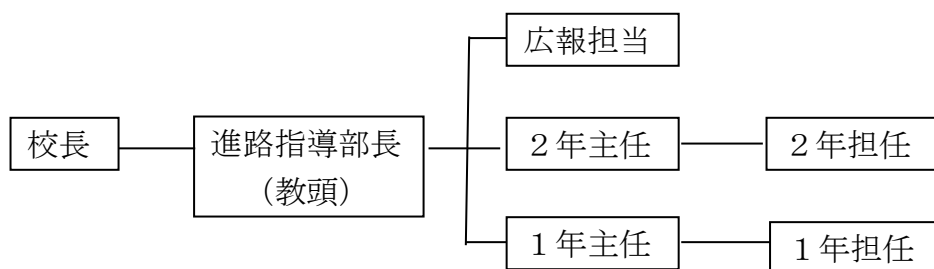 広報担当
校長
進路指導部長
（教頭）
２年主任
２年担任
１年主任
１年担任